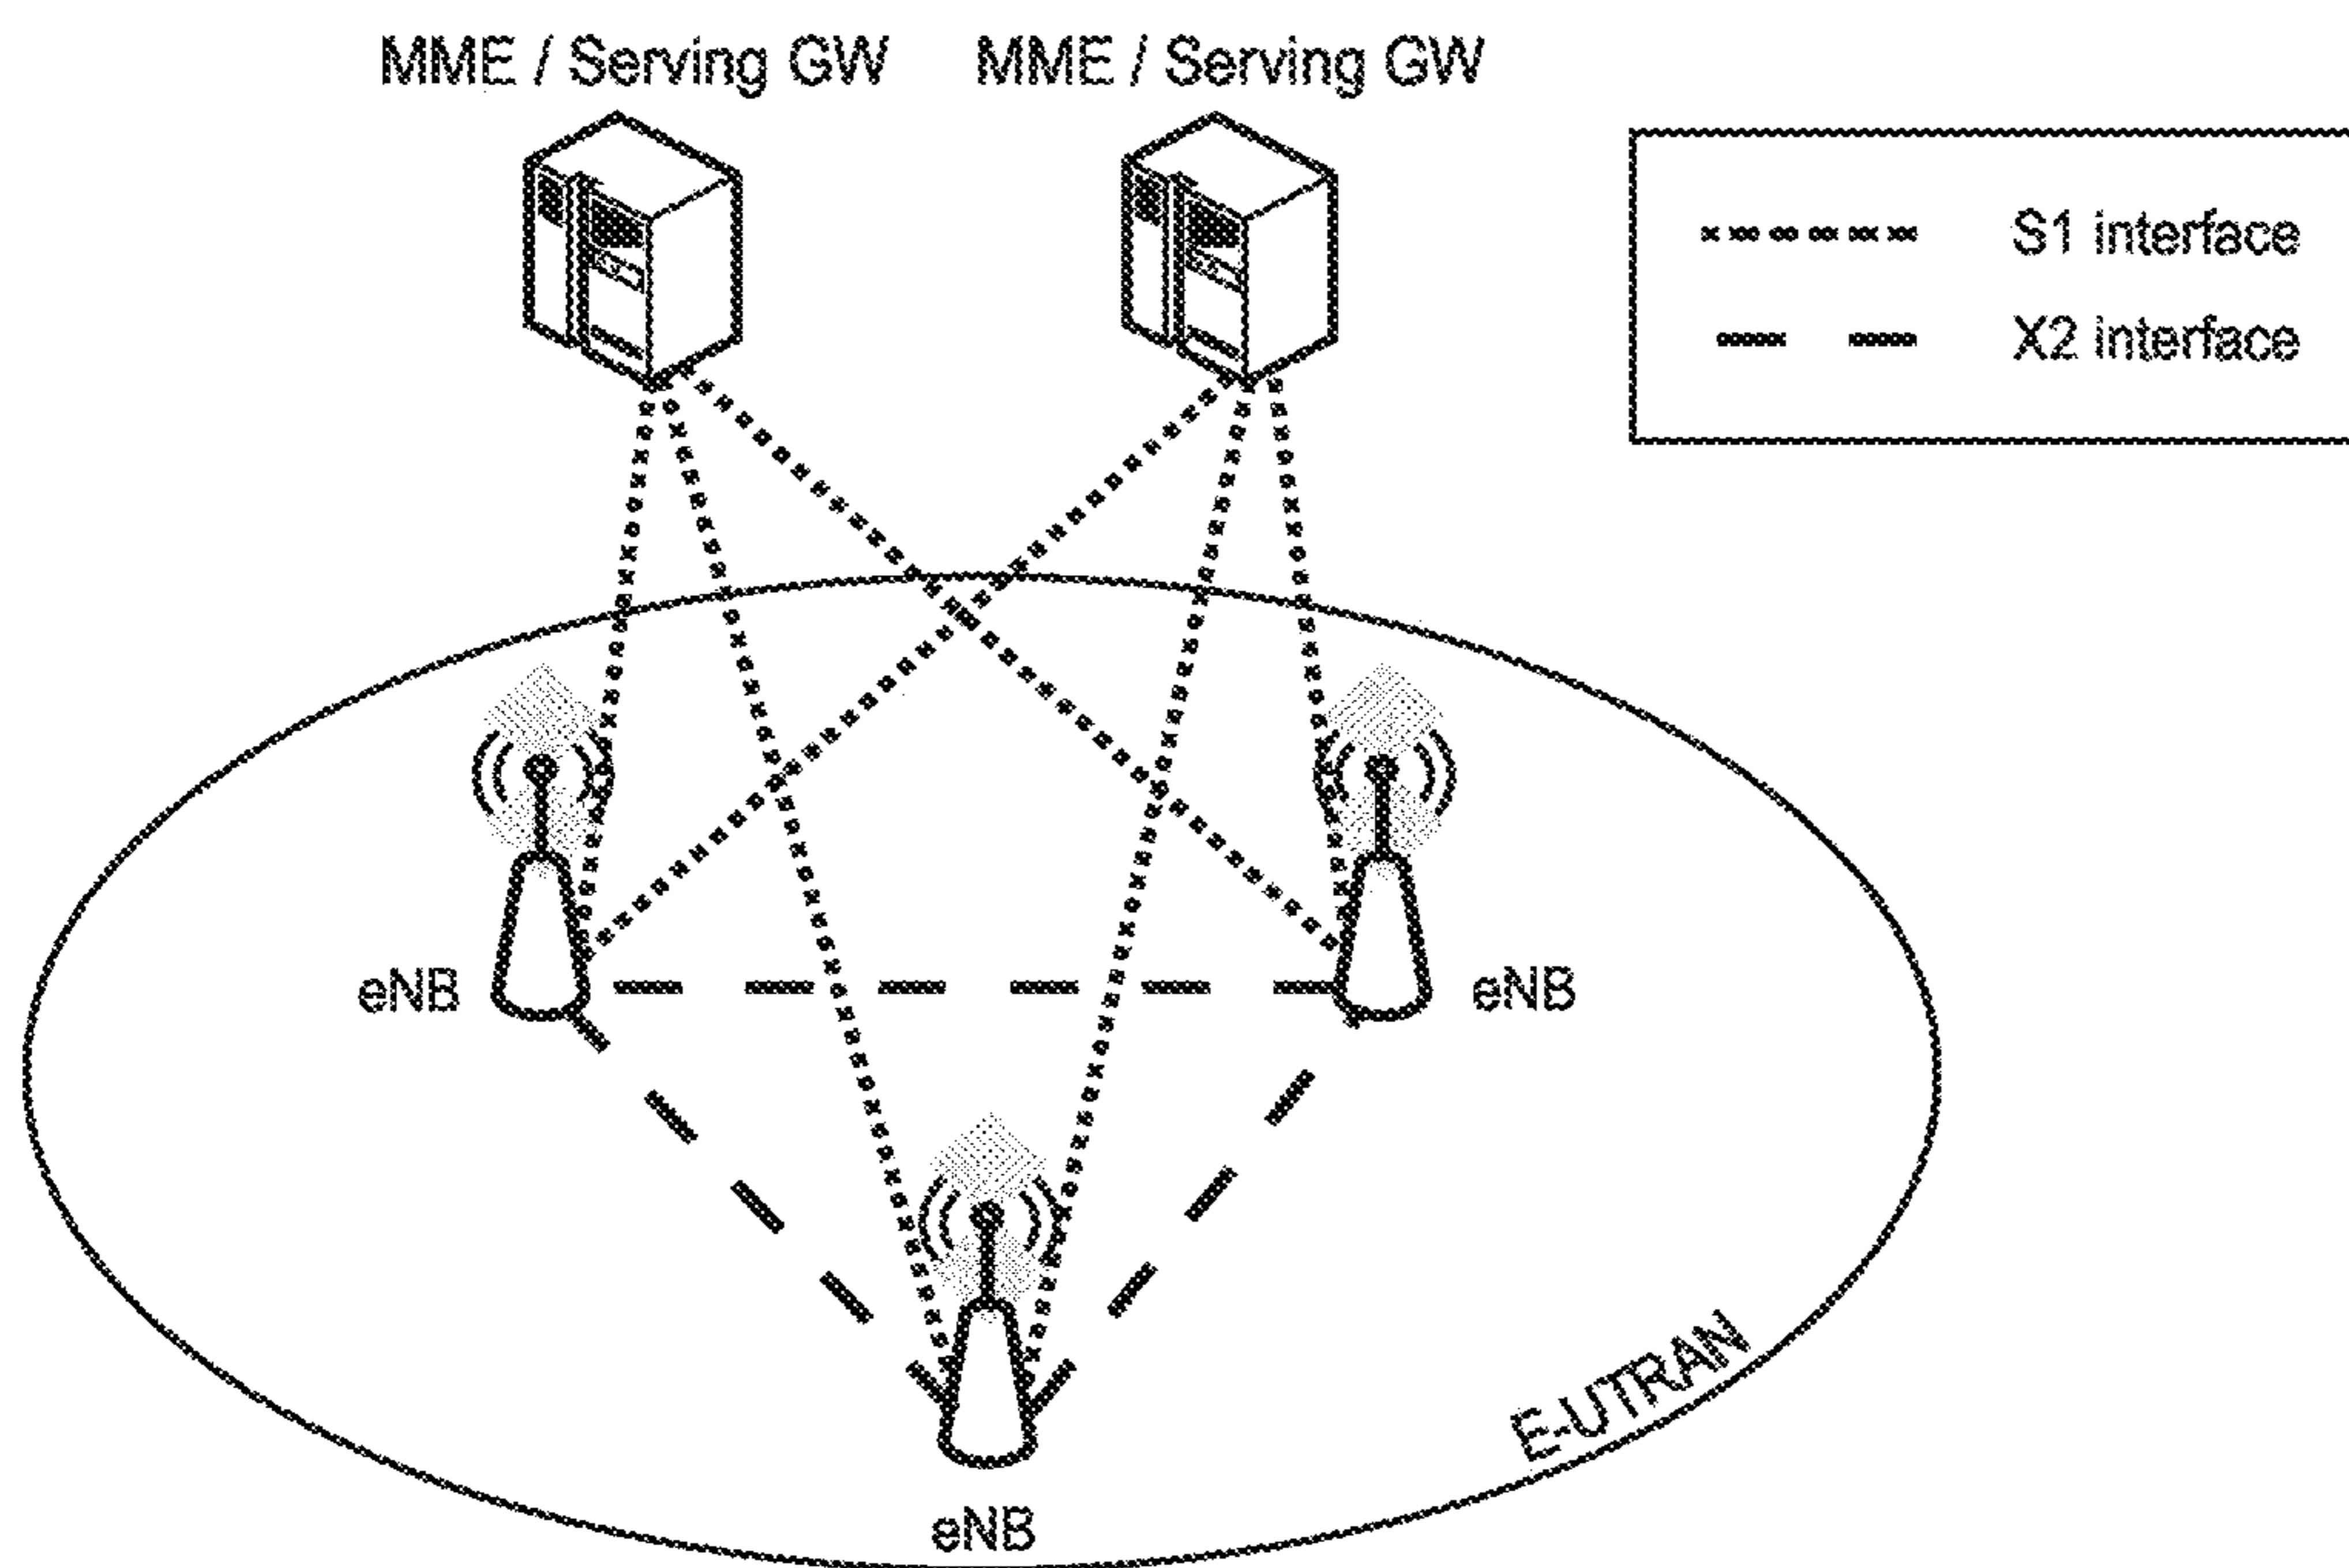 MME / Serving GW
MME / Serving GW
S1 interface
X2 interface
eNB
eNB
E-UTRAN
eNB